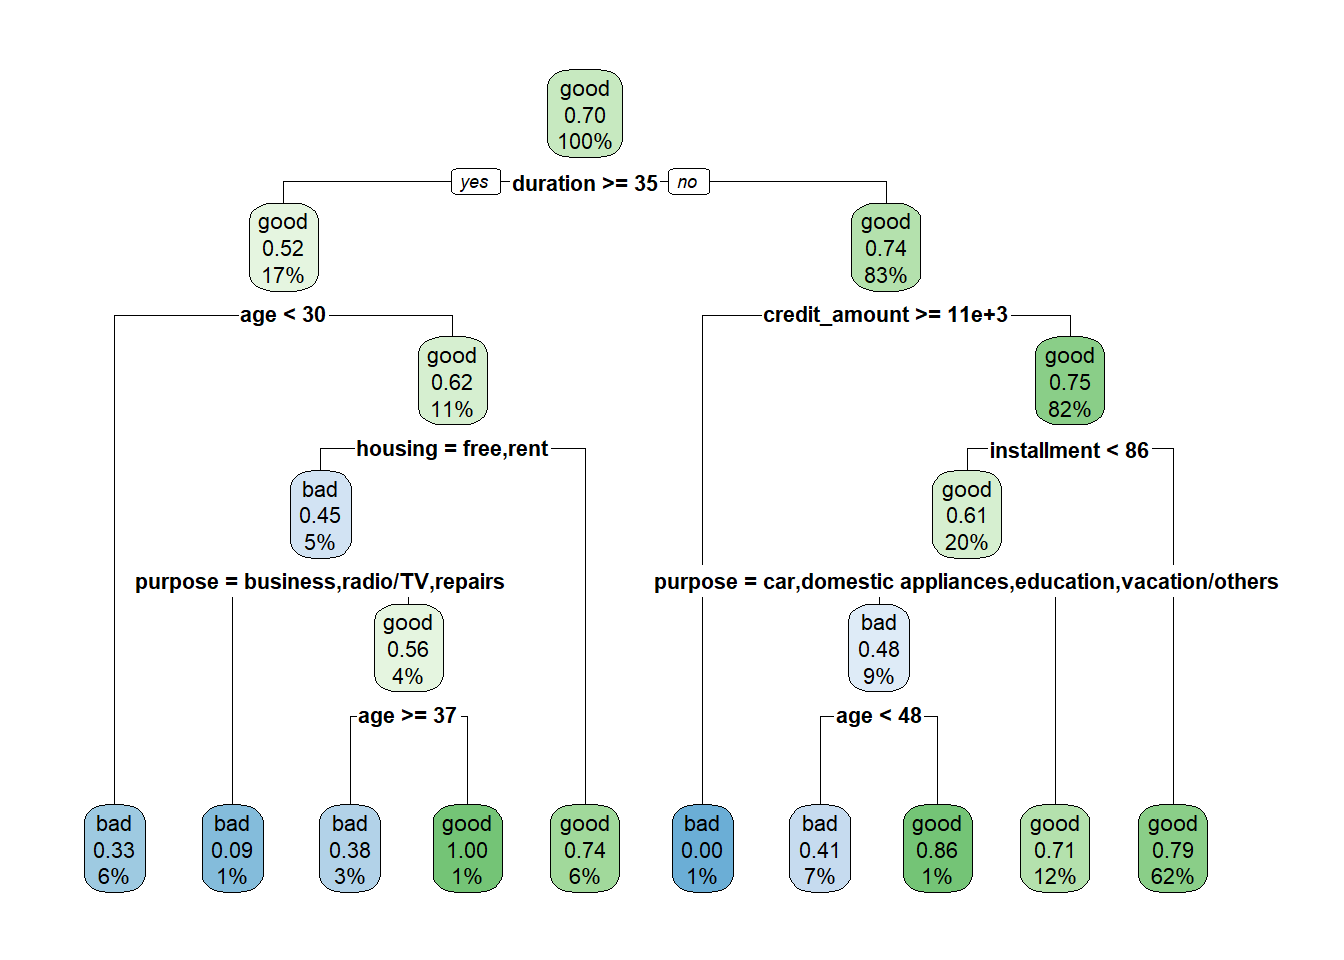 good
0.70
100%
yes
duration >= 35
no
good
0.52
17%
good
0.74
83%
age < 30
credit_amount >= 11e+3
good
0.62
11%
good
0.75
82%
housing = free,rent
installment < 86
bad
0.45
5%
good
0.61
20%
purpose = business,radio/TV,repairs
purpose = car,domestic appliances,education,vacation/others
good
0.56
4%
bad
0.48
9%
age >= 37
age < 48
bad
0.33
6%
bad
0.09
1%
bad
0.38
3%
good
1.00
1%
good
0.74
6%
bad
0.00
1%
bad
0.41
7%
good
0.86
1%
good
0.71
12%
good
0.79
62%